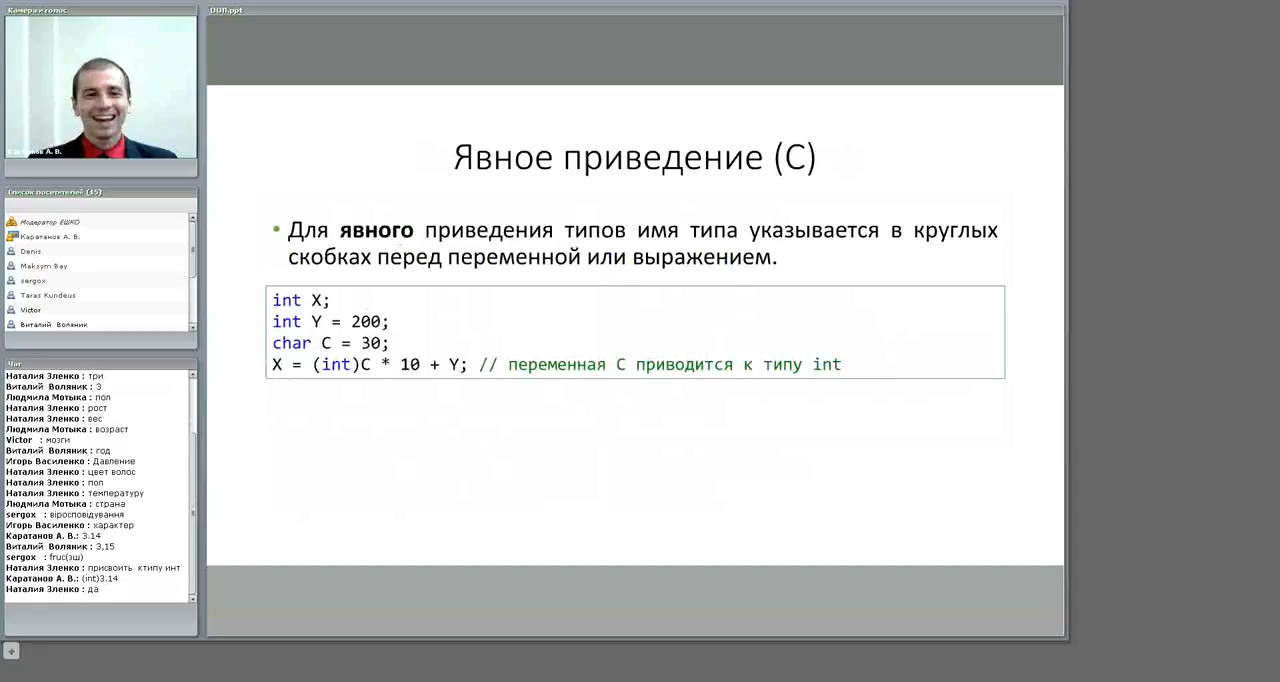 Камера и голос
Каратанов А. В.
Список посетителей (15)
Модератор ЕШКО
Каратанов А. В.
Denis
Maksym Bay
sergox
Taras Kundeus
Victor
Виталий Воляник
Чат
Наталия Зленко : три
Виталий Воляник : 3
Людмила Мотыка : пол
Наталия Зленко : рост
Наталия Зленко : вес
Людмила Мотыка : возраст
Victor : мозги
Виталий Воляник : год
Игорь Василенко : Давление
Наталия Зленко : цвет волос
Наталия Зленко : пол
Наталия Зленко : температуру
Людмила Мотыка : страна
sergox : віросповідування
Игорь Василенко : характер
Каратанов А. В.: 3.14
Виталий Воляник : 3,15
sergox : fruc(зш)
Наталия Зленко : присвоить ктипу инт
Каратанов А. В.: (int)3.14
Наталия Зленко : да
ООП.ppt
Явное приведение (C)
• Для явного приведения типов имя типа указывается в круглых
скобках перед переменной или выражением.
int X;
int Y = 200;
char C = 30;
X = (int)C * 10 + Y; // переменная C приводится к типу int